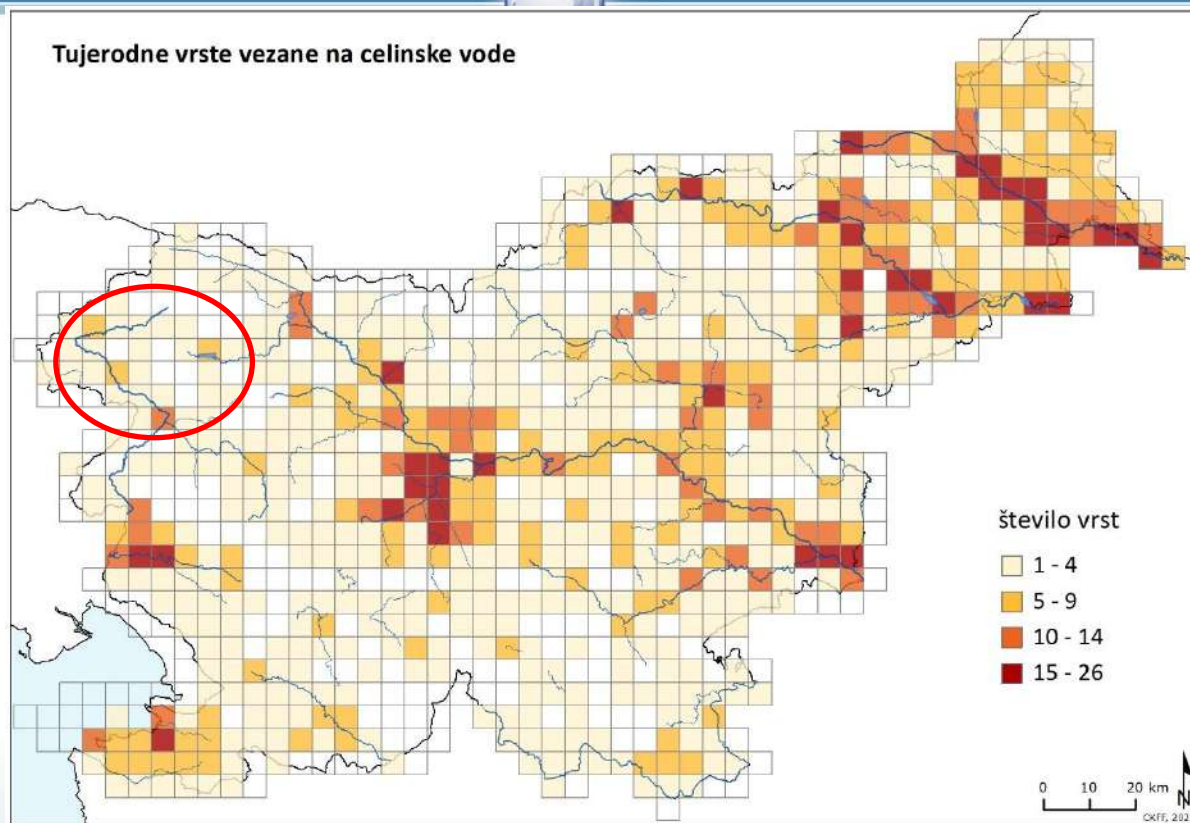 Tujerodne vrste vezane na celinske vode
število vrst
1 - 4
5 - 9
10 - 14
15 - 26
0 10 20 km
N
CKFF,